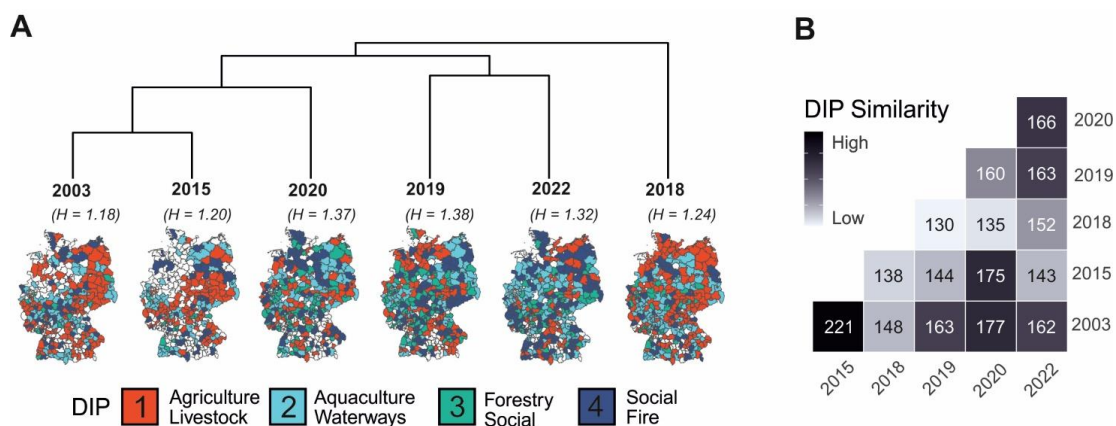 A
2003
2015
2020
2019
2022
2018
(H = 1.18)
(H = 1.20)
(H = 1.37)
(H = 1.38)
(H = 1.32)
(H = 1.24)
DIP
1 Agriculture
Livestock
2 Aquaculture
Waterways
3 Forestry
Social
4 Social
Fire
B
DIP Similarity
High
Low
166 2020
160 163 2019
130 135 152 2018
138 144 175 143 2015
221 148 163 177 162 2003
2015 2018 2019 2020 2022